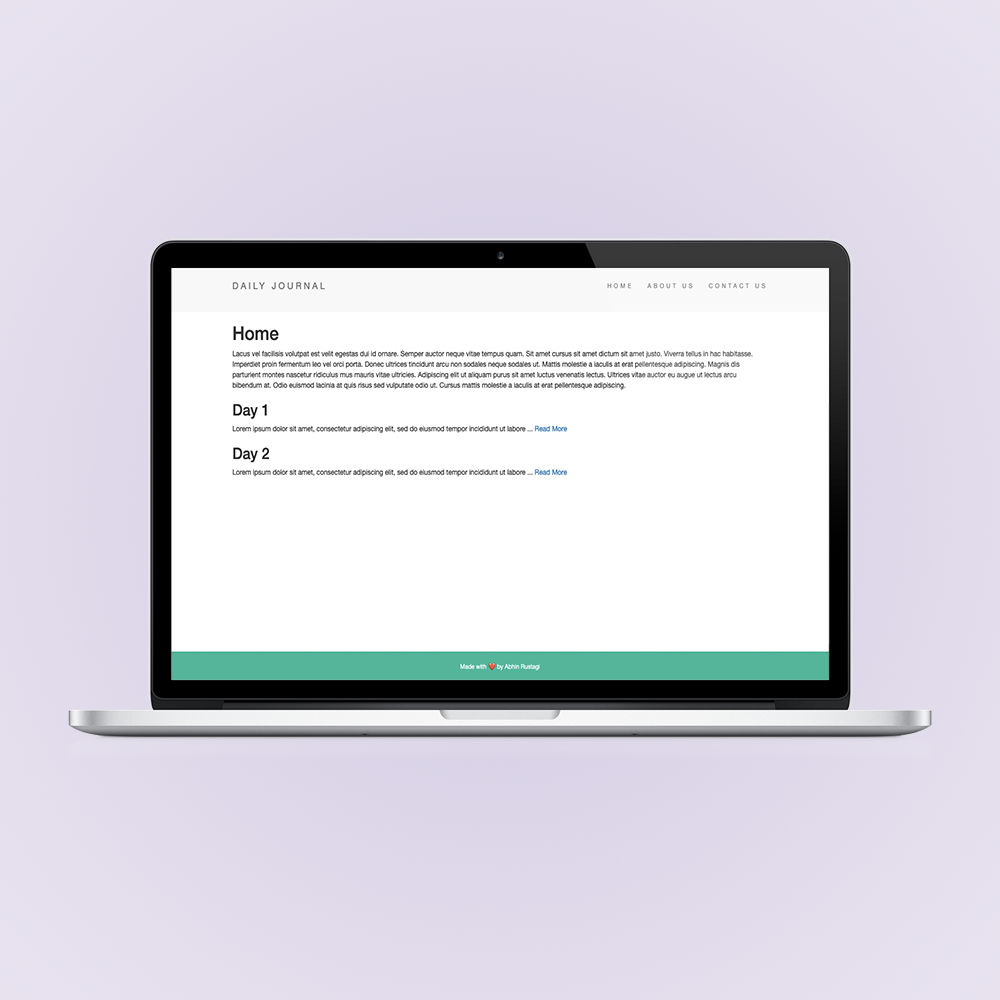 DAILY JOURNAL
HOME ABOUT US CONTACT US
Home
Lacus vel facilisis volutpat est velit egestas dui id ornare. Semper auctor neque vitae tempus quam. Sit amet cursus sit amet dictum sit amet justo. Viverra tellus in hac habitasse.
Imperdiet proin fermentum leo vel orci porta. Donec ultrices tincidunt arcu non sodales neque sodales ut. Mattis molestie a iaculis at erat pellentesque adipiscing. Magnis dis
parturient montes nascetur ridiculus mus mauris vitae ultricies. Adipiscing elit ut aliquam purus sit amet luctus venenatis lectus. Ultrices vitae auctor eu augue ut lectus arcu
bibendum at. Odio euismod lacinia at quis risus sed vulputate odio ut. Cursus mattis molestie a iaculis at erat pellentesque adipiscing.
Day 1
Lorem ipsum dolor sit amet, consectetur adipiscing elit, sed do eiusmod tempor incididunt ut labore ... Read More
Day 2
Lorem ipsum dolor sit amet, consectetur adipiscing elit, sed do eiusmod tempor incididunt ut labore ... Read More
Made with ❤️ by Abhin Rustagi